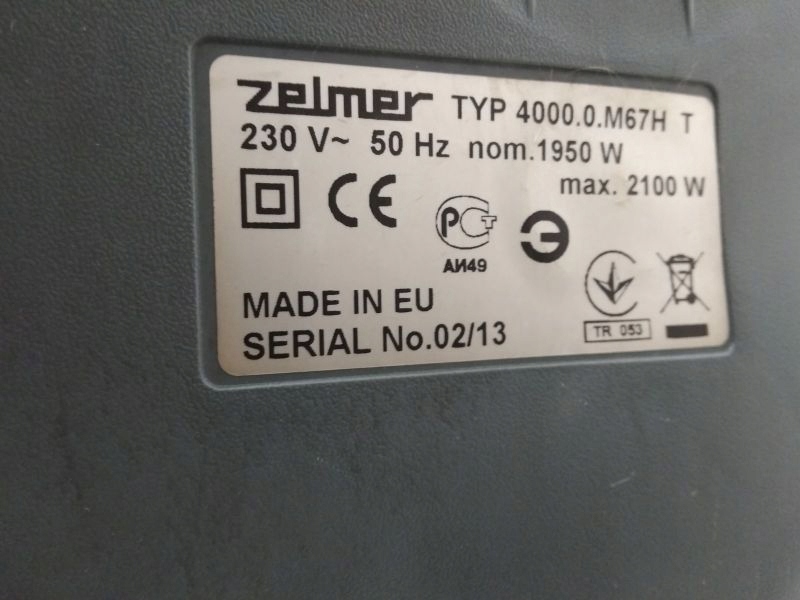 zelmer TYP 4000.0.M67H T
230 V~ 50 Hz nom.1950 W
max. 2100 W
CE
PCT
АИ49
MADE IN EU
SERIAL No.02/13
TR 053